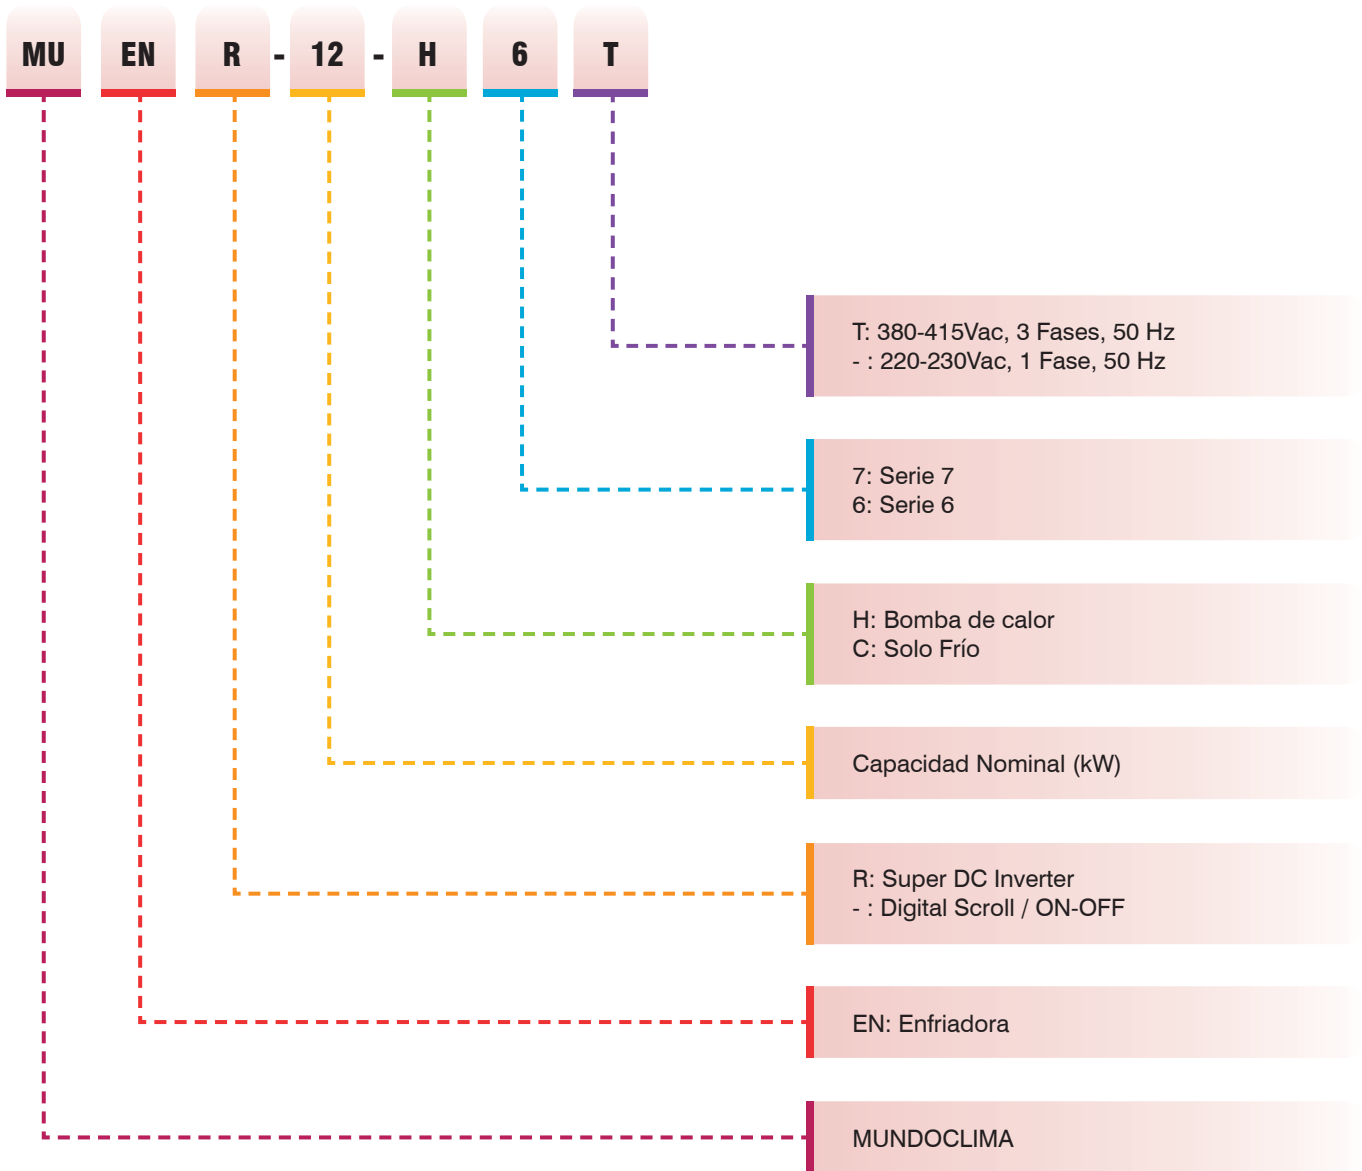 MU EN R - 12 - H 6 T
T: 380-415Vac, 3 Fases, 50 Hz
- : 220-230Vac, 1 Fase, 50 Hz
7: Serie 7
6: Serie 6
H: Bomba de calor
C: Solo Frío
Capacidad Nominal (kW)
R: Super DC Inverter
- : Digital Scroll / ON-OFF
EN: Enfriadora
MUNDOCLIMA